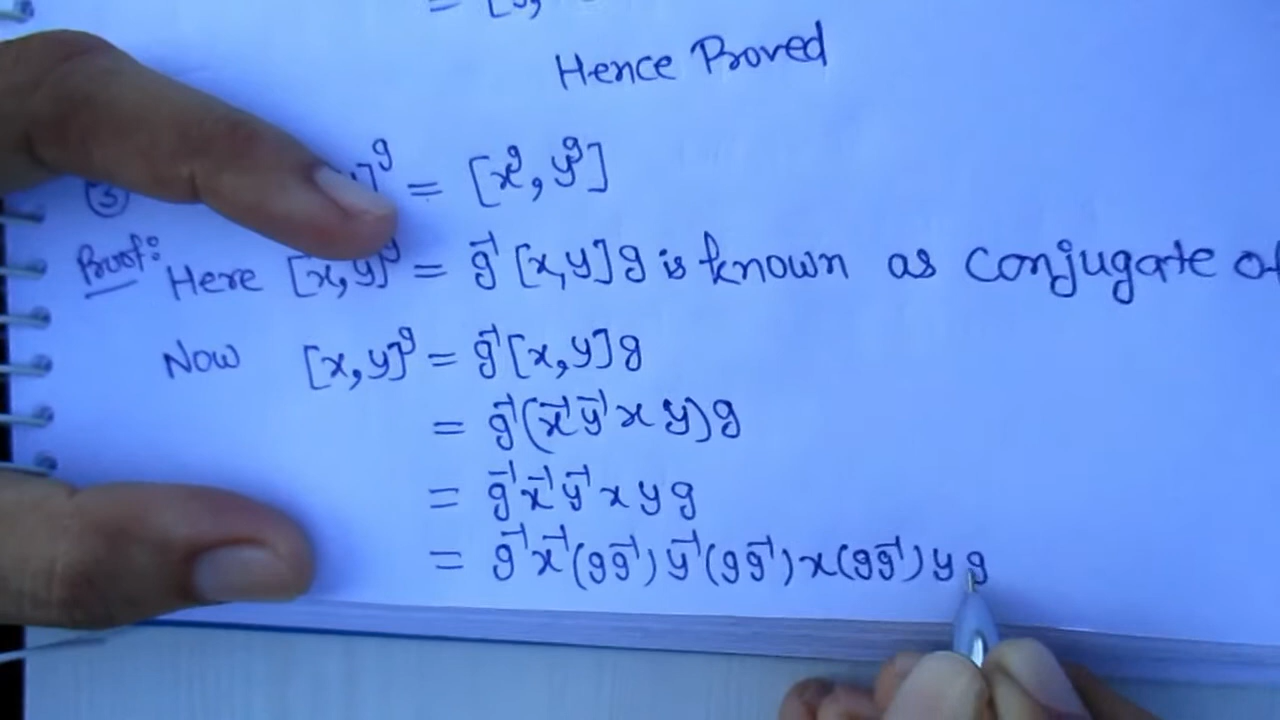 Hence Proved
③ ]^g = [x^g, y^g]
Proof: Here [x,y]^g = g⁻¹[x,y]g is known as conjugate of
Now [x,y]^g = g⁻¹[x,y]g
= g⁻¹(x⁻¹y⁻¹xy)g
= g⁻¹x⁻¹y⁻¹xyg
= g⁻¹x⁻¹(gg⁻¹)y⁻¹(gg⁻¹)x(gg⁻¹)yg